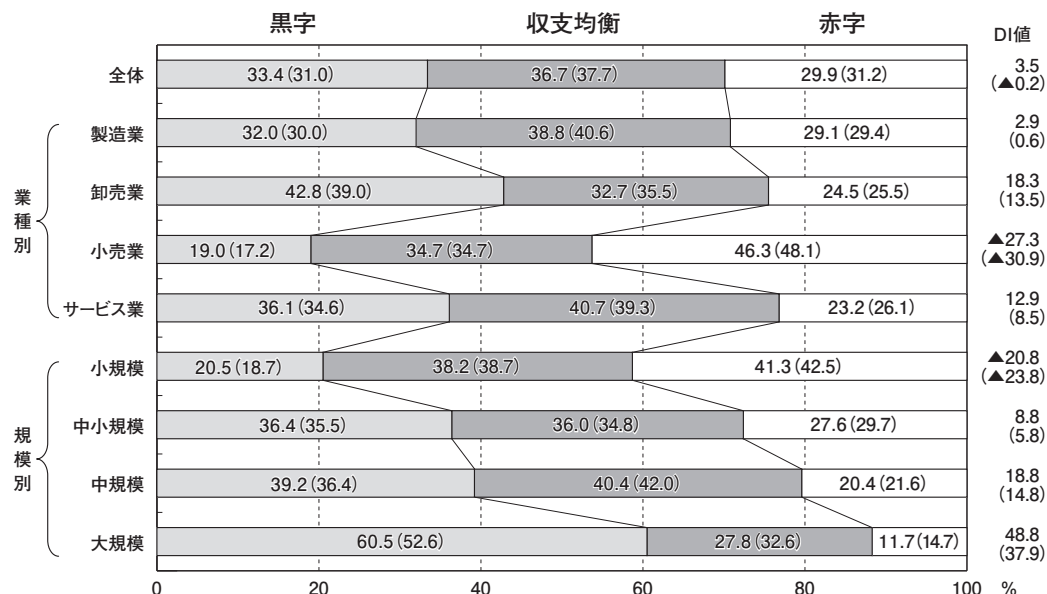 黒字 収支均衡 赤字 DI値
全体 33.4(31.0) 36.7(37.7) 29.9(31.2) 3.5
(▲0.2)
業種別
製造業 32.0(30.0) 38.8(40.6) 29.1(29.4) 2.9
(0.6)
卸売業 42.8(39.0) 32.7(35.5) 24.5(25.5) 18.3
(13.5)
小売業 19.0(17.2) 34.7(34.7) 46.3(48.1) ▲27.3
(▲30.9)
サービス業 36.1(34.6) 40.7(39.3) 23.2(26.1) 12.9
(8.5)
規模別
小規模 20.5(18.7) 38.2(38.7) 41.3(42.5) ▲20.8
(▲23.8)
中小規模 36.4(35.5) 36.0(34.8) 27.6(29.7) 8.8
(5.8)
中規模 39.2(36.4) 40.4(42.0) 20.4(21.6) 18.8
(14.8)
大規模 60.5(52.6) 27.8(32.6) 11.7(14.7) 48.8
(37.9)
0 20 40 60 80 100 %